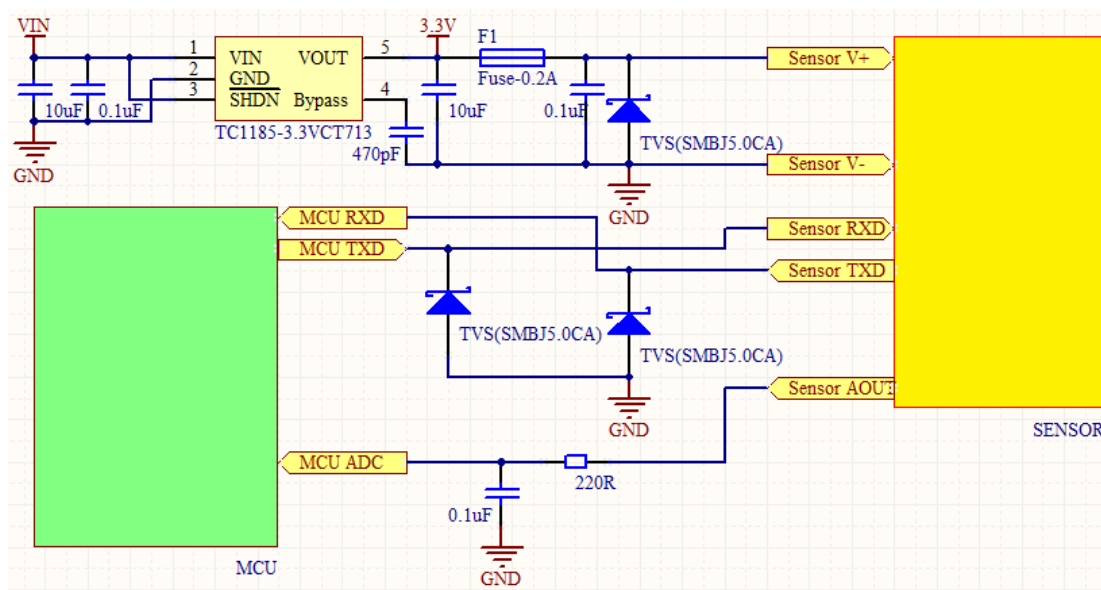 VIN
3.3V
F1
1
VIN
VOUT
5
Sensor V+
2
GND
Fuse-0.2A
3
SHDN
Bypass
4
10uF
0.1uF
10uF
0.1uF
TC1185-3.3VCT713
TVS(SMBJ5.0CA)
470pF
Sensor V-
GND
GND
MCU RXD
Sensor RXD
MCU TXD
Sensor TXD
TVS(SMBJ5.0CA)
TVS(SMBJ5.0CA)
Sensor AOUT
GND
SENSOR
MCU ADC
220R
0.1uF
MCU
GND